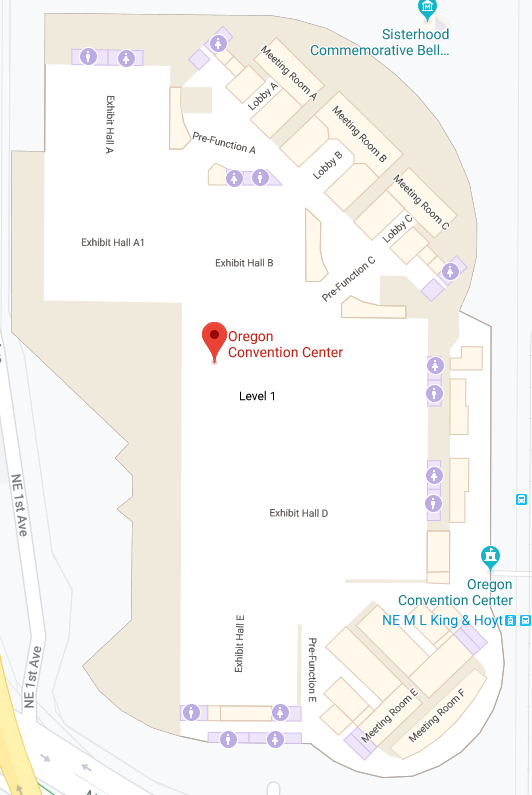 Sisterhood
Commemorative Bell...
Meeting Room A
Lobby A
Exhibit Hall A
Pre-Function A
Meeting Room B
Lobby B
Meeting Room C
Lobby C
Exhibit Hall A1
Exhibit Hall B
Pre-Function C
Oregon
Convention Center
Level 1
NE 1st Ave
Exhibit Hall D
Oregon
Convention Center
NE M L King & Hoyt
Exhibit Hall E
Pre-Function E
NE 1st Ave
Meeting Room E
Meeting Room F